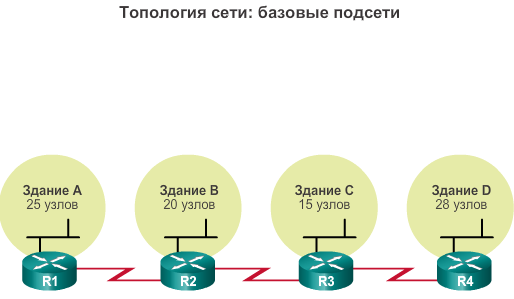 Топология сети: базовые подсети
Здание A
25 узлов
Здание B
20 узлов
Здание C
15 узлов
Здание D
28 узлов
R1
R2
R3
R4